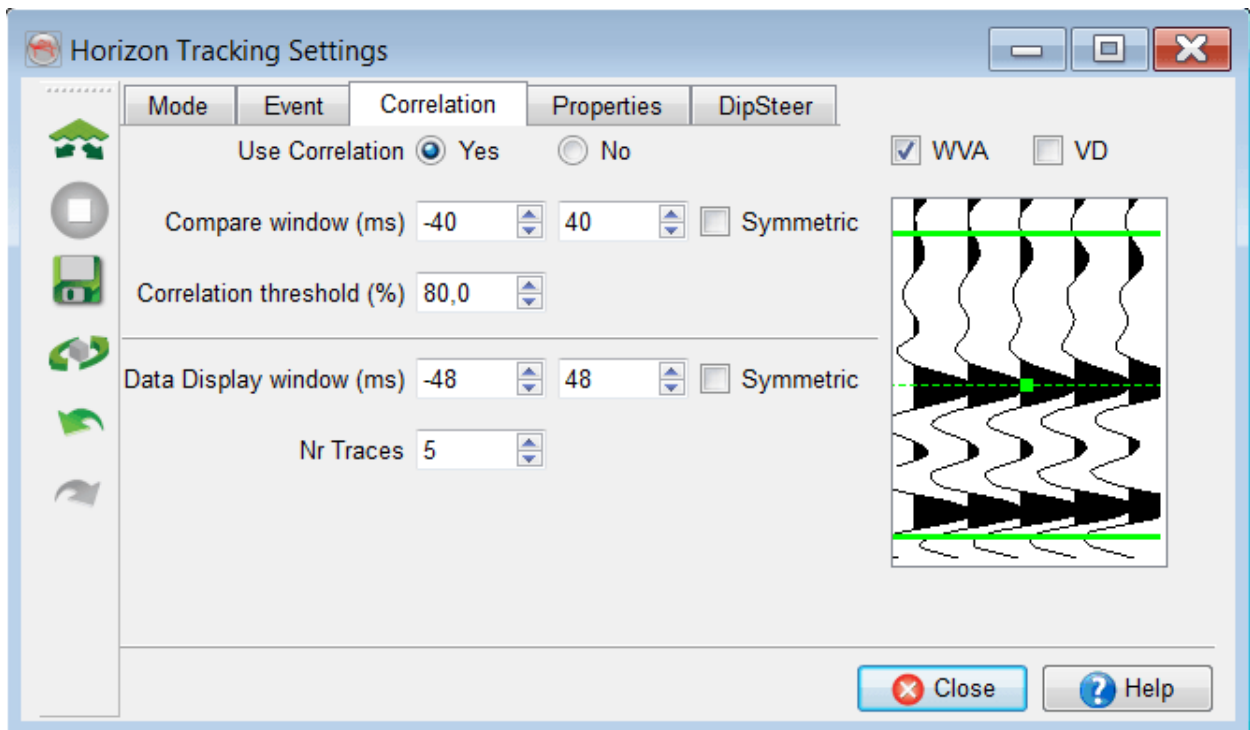 Horizon Tracking Settings
Mode Event Correlation Properties DipSteer
Use Correlation Yes No WVA VD
Compare window (ms) -40 40 Symmetric
Correlation threshold (%) 80,0
Data Display window (ms) -48 48 Symmetric
Nr Traces 5
Close Help